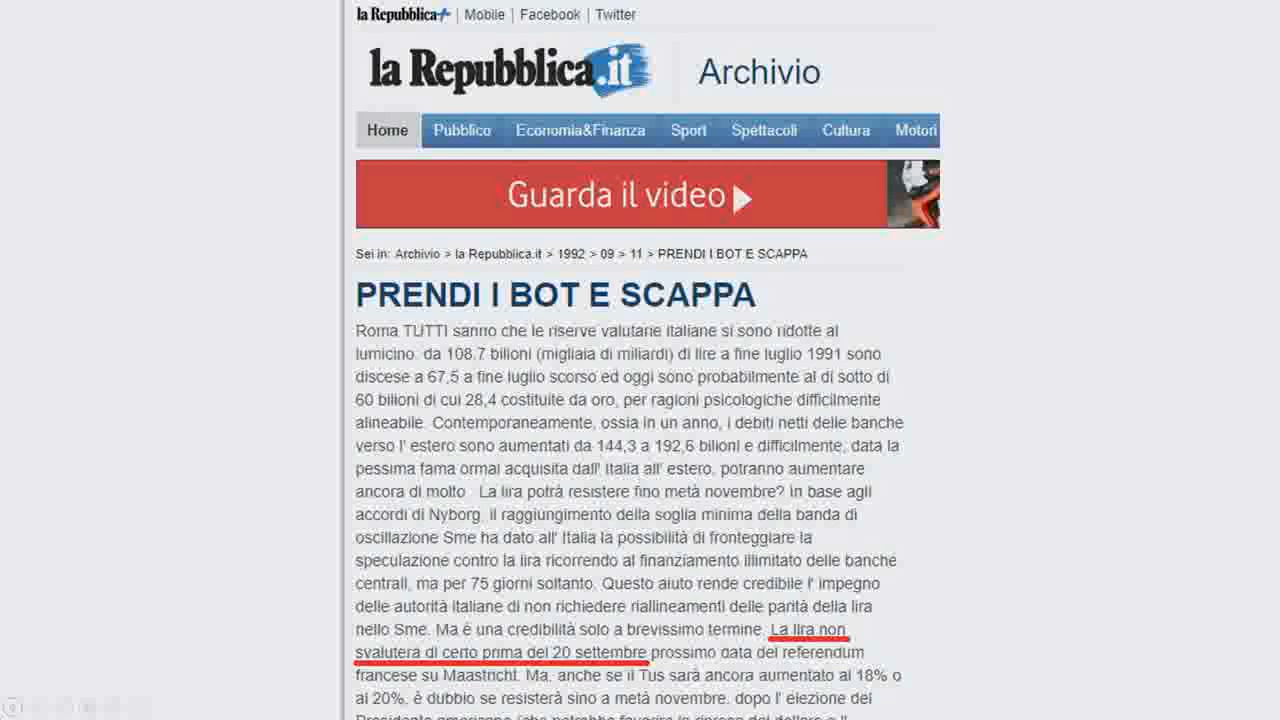 la Repubblica+ | Mobile | Facebook | Twitter
la Repubblica.it Archivio
Home Pubblico Economia&Finanza Sport Spettacoli Cultura Motori
Guarda il video
Sei in: Archivio > la Repubblica.it > 1992 > 09 > 11 > PRENDI I BOT E SCAPPA
PRENDI I BOT E SCAPPA
Roma TUTTI sanno che le riserve valutarie italiane si sono ridotte al
lumicino: da 108.7 bilioni (migliaia di miliardi) di lire a fine luglio 1991 sono
discese a 67,5 a fine luglio scorso ed oggi sono probabilmente al di sotto di
60 bilioni di cui 28,4 costituite da oro, per ragioni psicologiche difficilmente
alineabile. Contemporaneamente, ossia in un anno, i debiti netti delle banche
verso l' estero sono aumentati da 144,3 a 192,6 bilioni e difficilmente, data la
pessima fama ormai acquisita dall' Italia all' estero, potranno aumentare
ancora di molto . La lira potrà resistere fino metà novembre? In base agli
accordi di Nyborg, il raggiungimento della soglia minima della banda di
oscillazione Sme ha dato all' Italia la possibilità di fronteggiare la
speculazione contro la lira ricorrendo al finanziamento illimitato delle banche
centrali, ma per 75 giorni soltanto. Questo aiuto rende credibile l' impegno
delle autorità italiane di non richiedere riallineamenti delle parità della lira
nello Sme. Ma è una credibilità solo a brevissimo termine. La lira non
svaluterà di certo prima del 20 settembre prossimo data del referendum
francese su Maastricht. Ma, anche se il Tus sarà ancora aumentato al 18% o
al 20%, è dubbio se resisterà sino a metà novembre, dopo l' elezione del
Presidente americano (che potrebbe favorire la ripresa del dollaro e l'